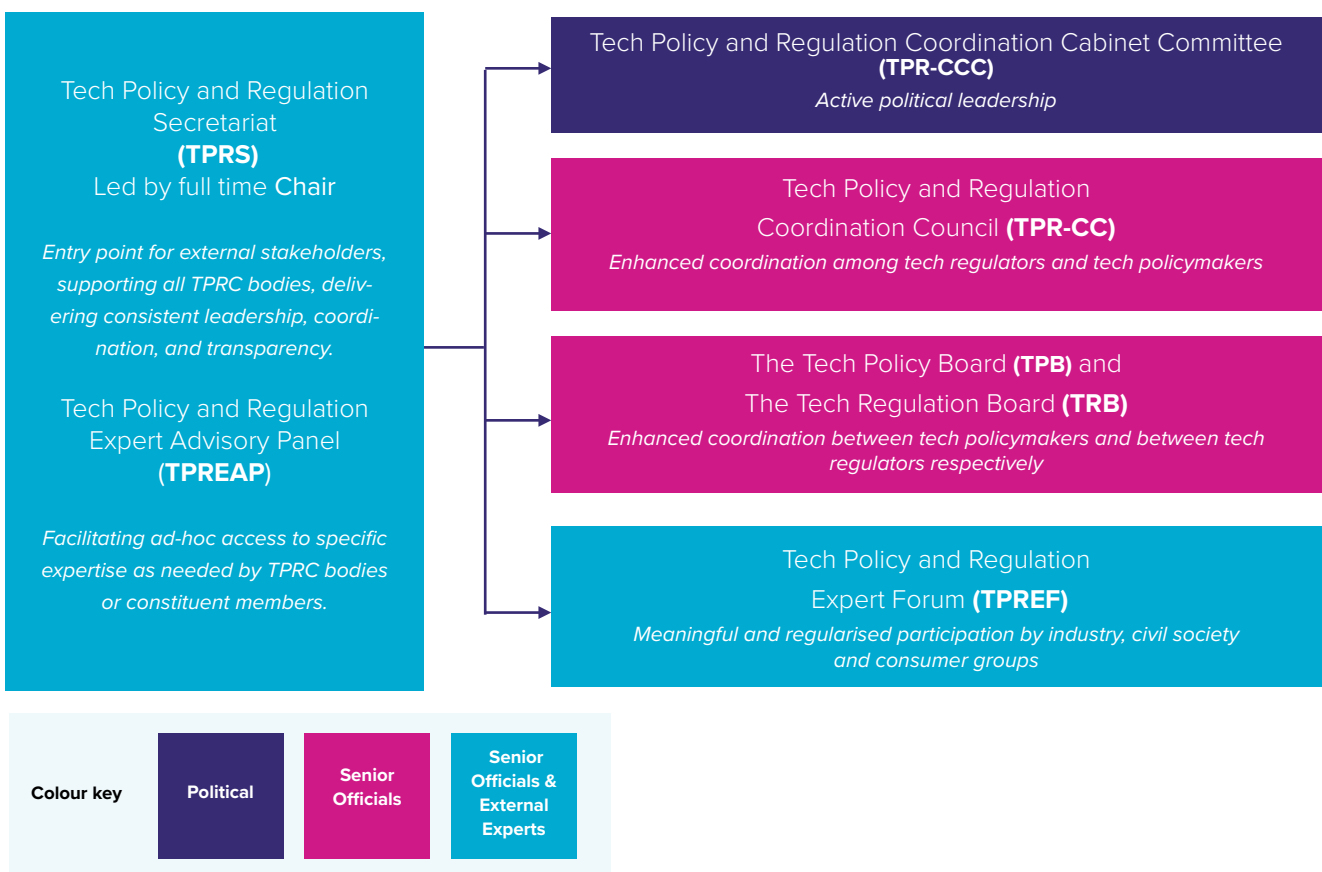 Tech Policy and Regulation
Secretariat
(TPRS)
Led by full time Chair
Entry point for external stakeholders,
supporting all TPRC bodies, deliv-
ering consistent leadership, coordi-
nation, and transparency.
Tech Policy and Regulation
Expert Advisory Panel
(TPREAP)
Facilitating ad-hoc access to specific
expertise as needed by TPRC bodies
or constituent members.
Tech Policy and Regulation Coordination Cabinet Committee
(TPR-CCC)
Active political leadership
Tech Policy and Regulation
Coordination Council (TPR-CC)
Enhanced coordination among tech regulators and tech policymakers
The Tech Policy Board (TPB) and
The Tech Regulation Board (TRB)
Enhanced coordination between tech policymakers and between tech
regulators respectively
Tech Policy and Regulation
Expert Forum (TPREF)
Meaningful and regularised participation by industry, civil society
and consumer groups
Colour key
Political
Senior
Officials
Senior
Officials &
External
Experts